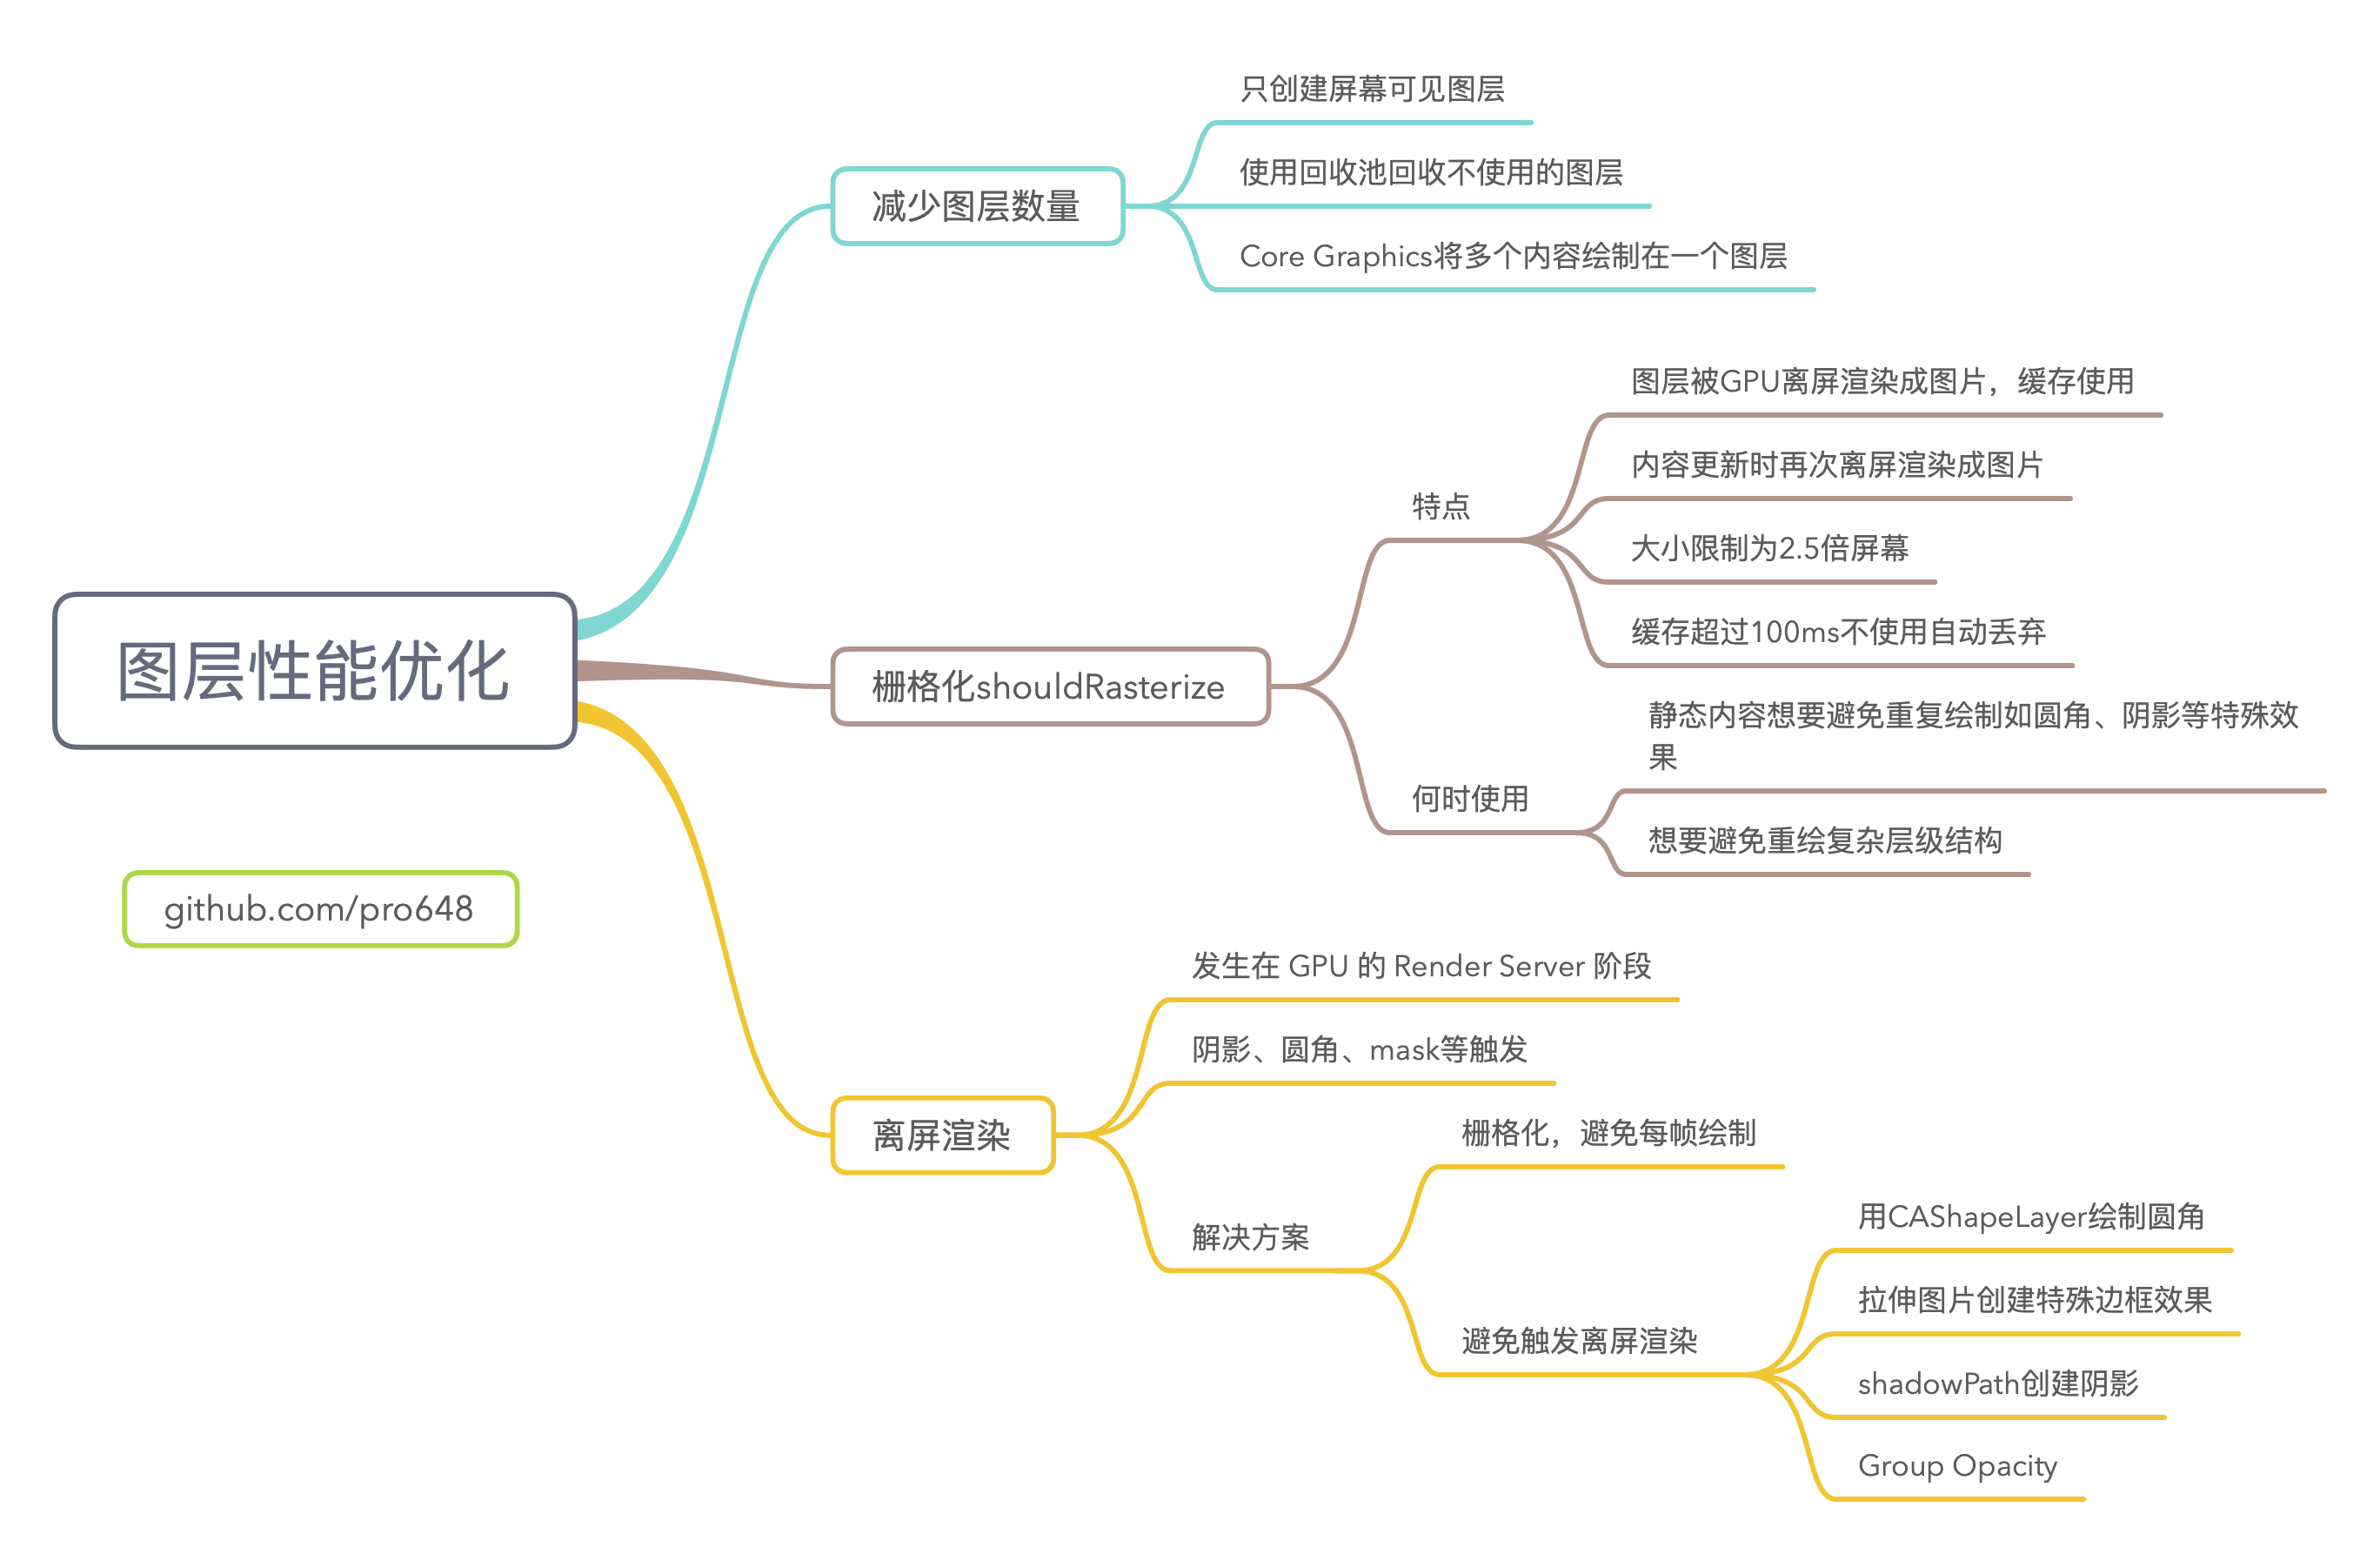 图层性能优化
github.com/pro648
减少图层数量
只创建屏幕可见图层
使用回收池回收不使用的图层
Core Graphics将多个内容绘制在一个图层
栅格化shouldRasterize
特点
图层被GPU离屏渲染成图片，缓存使用
内容更新时再次离屏渲染成图片
大小限制为2.5倍屏幕
缓存超过100ms不使用自动丢弃
何时使用
静态内容想要避免重复绘制如圆角、阴影等特殊效
果
想要避免重绘复杂层级结构
离屏渲染
发生在 GPU 的 Render Server 阶段
阴影、圆角、mask等触发
解决方案
栅格化，避免每帧绘制
避免触发离屏渲染
用CAShapeLayer绘制圆角
拉伸图片创建特殊边框效果
shadowPath创建阴影
Group Opacity